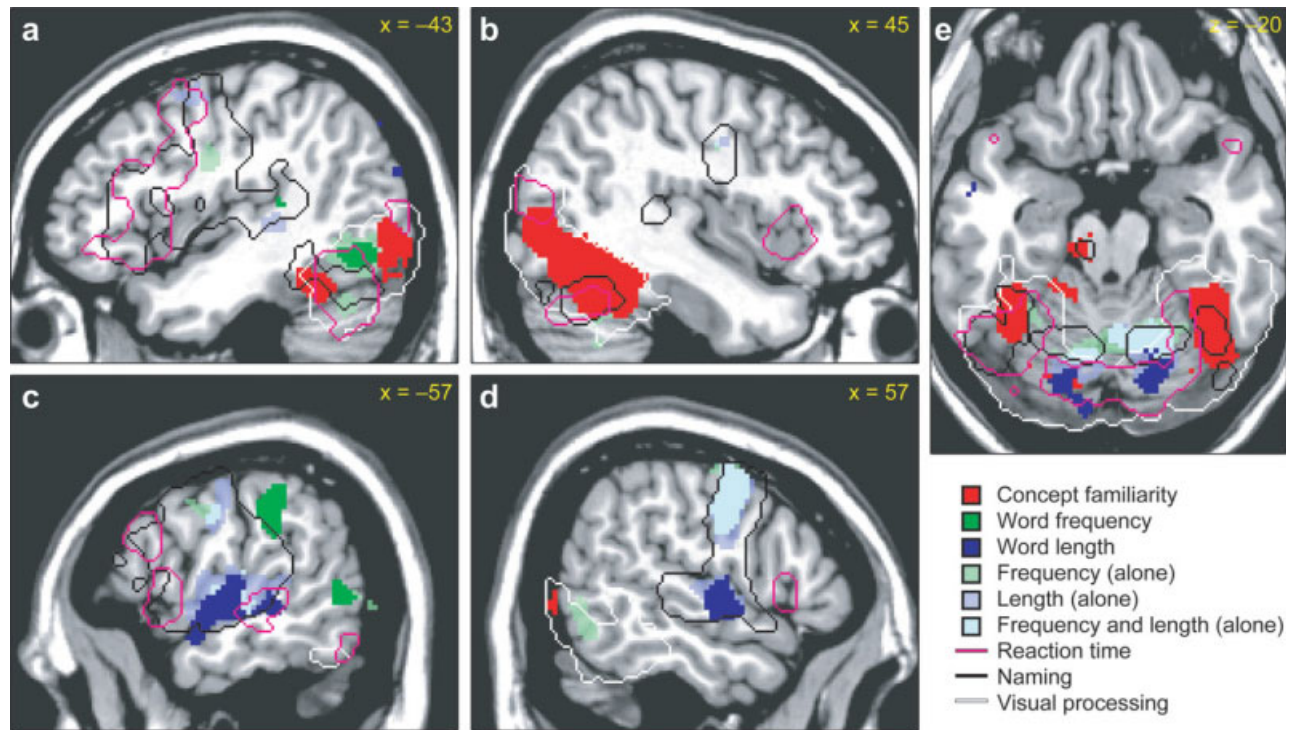 a
x = –43
b
x = 45
e
z = –20
c
x = –57
d
x = 57
Concept familiarity
Word frequency
Word length
Frequency (alone)
Length (alone)
Frequency and length (alone)
Reaction time
Naming
Visual processing